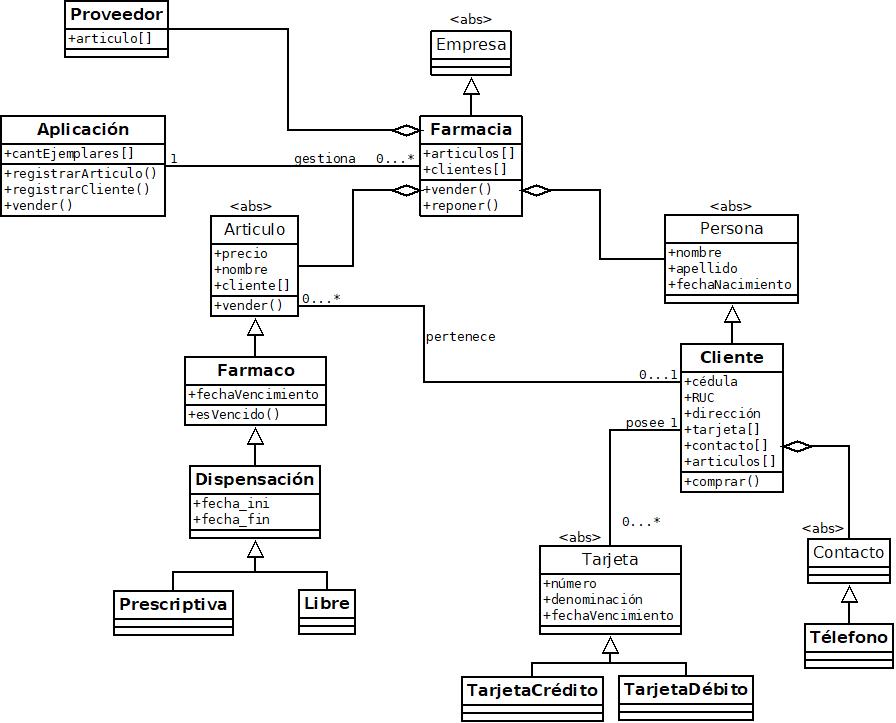 Proveedor
+articulo[]
<abs>
Empresa
Aplicación
+cantEjemplares[]
+registrarArticulo()
+registrarCliente()
+vender()
1
gestiona
0...*
Farmacia
+articulos[]
+clientes[]
+vender()
+reponer()
<abs>
Articulo
+precio
+nombre
+cliente[]
+vender()
0...*
pertenece
0...1
<abs>
Persona
+nombre
+apellido
+fechaNacimiento
Farmaco
+fechaVencimiento
+esVencido()
Cliente
+cédula
+RUC
+dirección
+tarjeta[]
+contacto[]
+articulos[]
+comprar()
posee 1
0...*
Dispensación
+fecha_ini
+fecha_fin
Prescriptiva
Libre
<abs>
Tarjeta
+número
+denominación
+fechaVencimiento
<abs>
Contacto
Télefono
TarjetaCrédito
TarjetaDébito